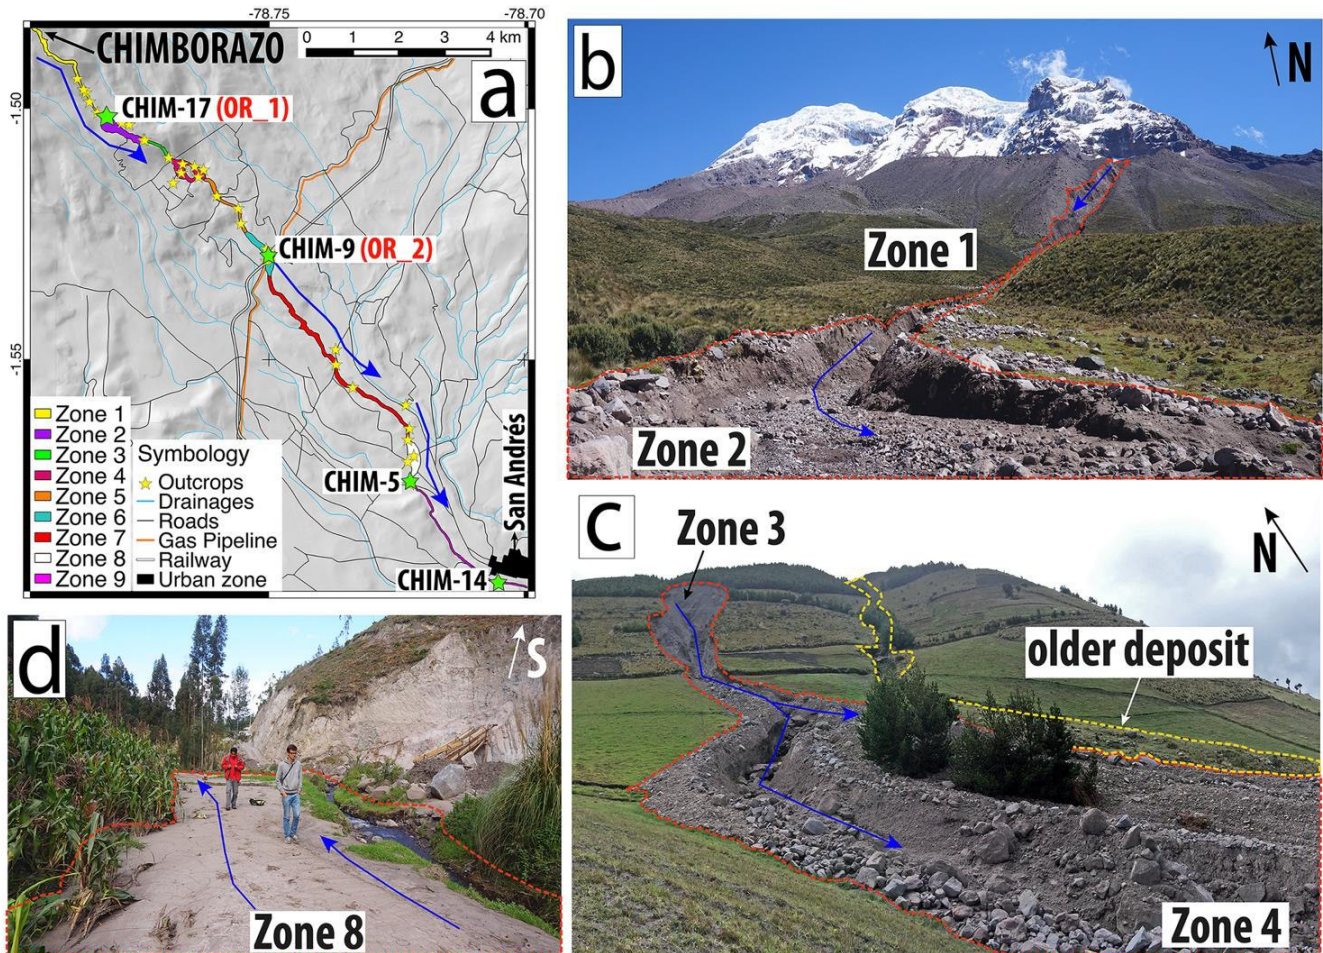 -78.75
-78.70
CHIMBORAZO
0 1 2 3 4 km
a
-1.50
CHIM-17 (OR_1)
CHIM-9 (OR_2)
-1.55
CHIM-5
San Andrés
CHIM-14
Zone 1
Zone 2
Zone 3
Zone 4
Zone 5
Zone 6
Zone 7
Zone 8
Zone 9
Symbology
Outcrops
Drainages
Roads
Gas Pipeline
Railway
Urban zone
b
N
Zone 1
Zone 2
c
Zone 3
N
older deposit
Zone 4
d
S
Zone 8